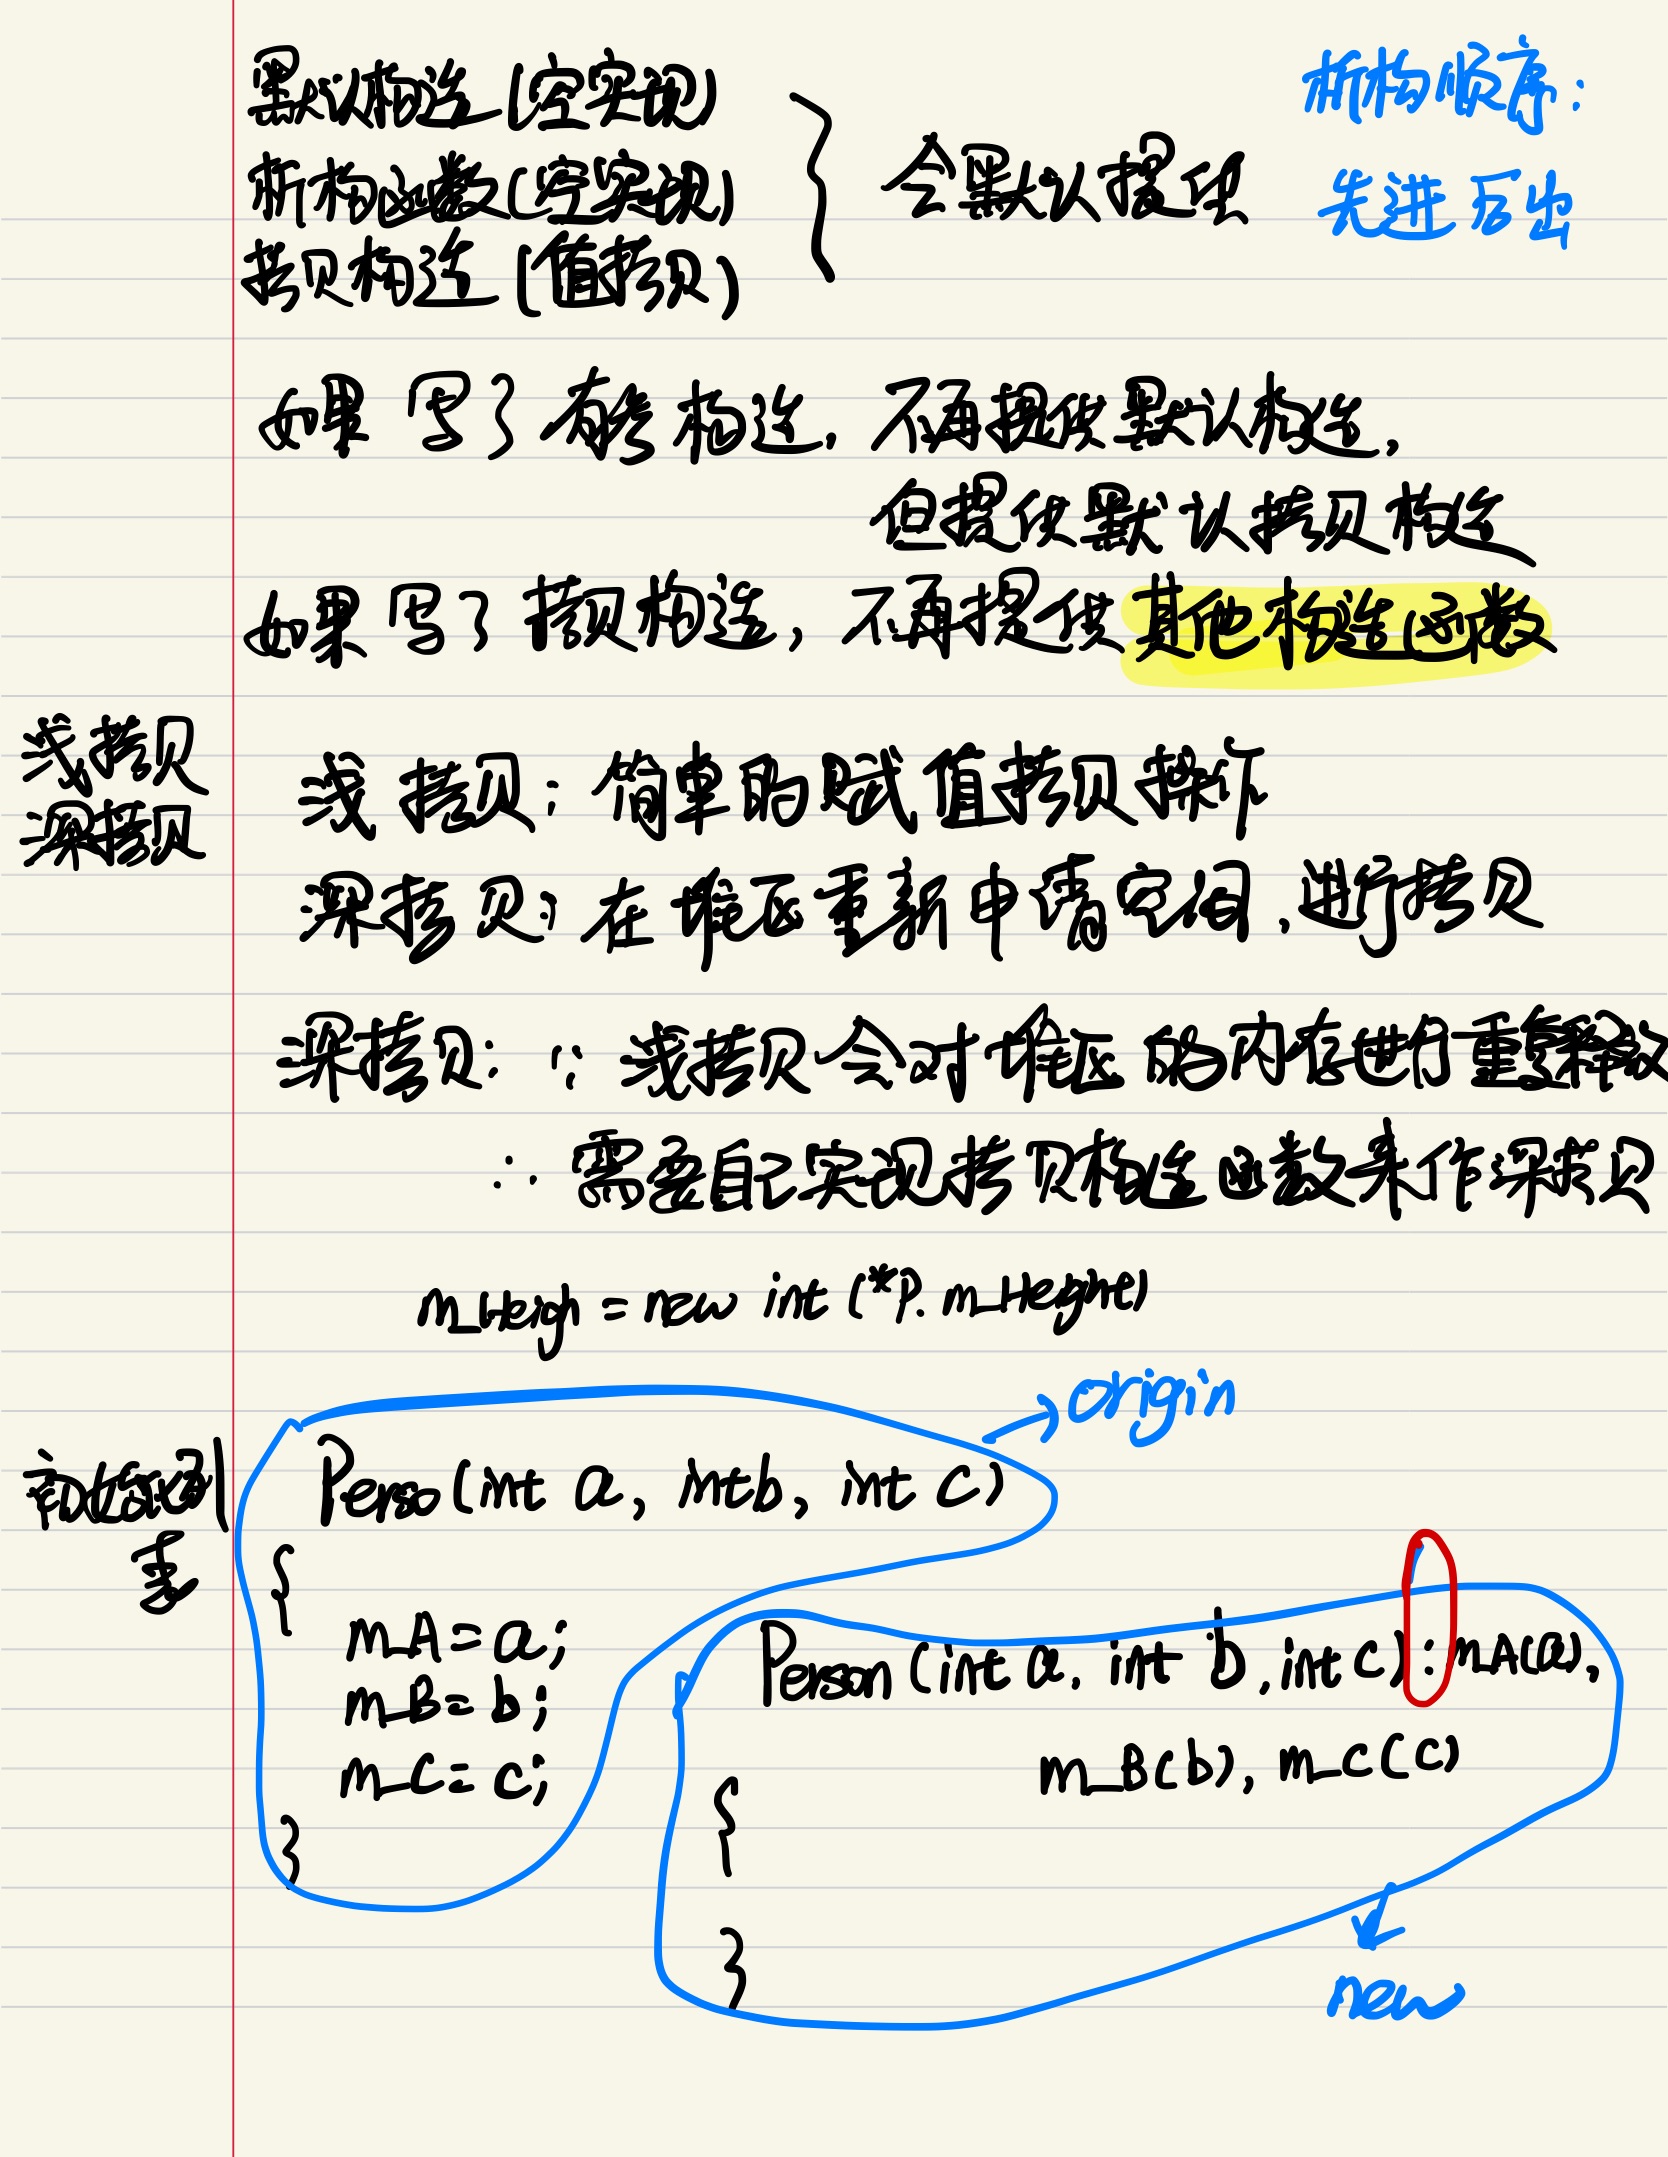 默认构造(空实现)
析构函数(空实现)
拷贝构造(值拷贝)
会默认提供
析构顺序:
先进后出
如果写了有参构造,不再提供默认构造,
但提供默认拷贝构造
如果写了拷贝构造,不再提供其他构造函数
浅拷贝
深拷贝
浅拷贝:简单的赋值拷贝操作
深拷贝:在堆区重新申请空间,进行拷贝
深拷贝:∵浅拷贝会对堆区的内存进行重复释放
∴需要自己实现拷贝构造函数来作深拷贝
m_Heigh = new int (*P. m_Heght)
origin
初始化列
表
Perso(int a, int b, int c)
{
m_A=a;
m_B=b;
m_C=c;
}
Person(int a, int b, int c): m_A(a),
m_B(b), m_C(c)
{
}
new